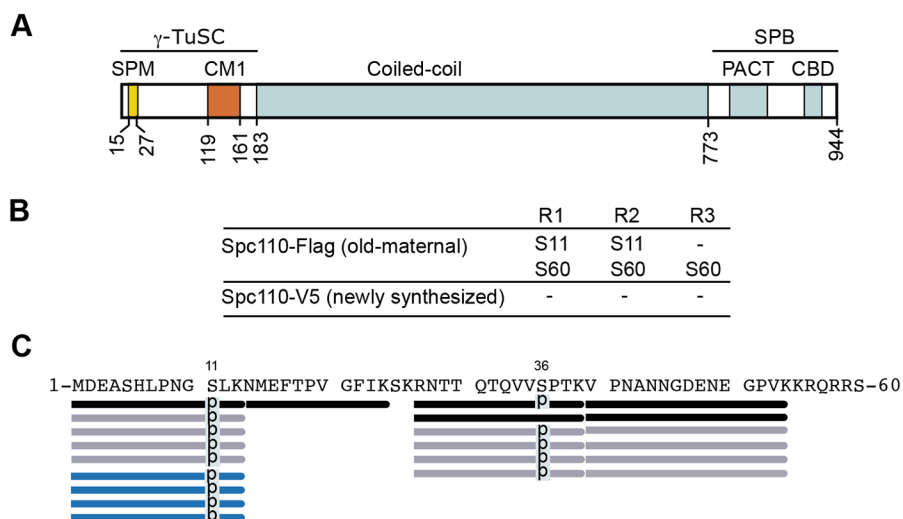 A
γ-TuSC SPB
SPM CM1 Coiled-coil PACT CBD
15 27 119 161 183 773 944
B
R1 R2 R3
Spc110-Flag (old-maternal) S11 S11 -
S60 S60 S60
Spc110-V5 (newly synthesized) - - -
C
11 36
1-MDEASHLPNG SLKNMEFTPV GFIKSKRNTT QTQVVSPTKV PNANNGDENE GPVKKRQRRS-60
p p
p
p p
p p
p p
p p
p
p
p